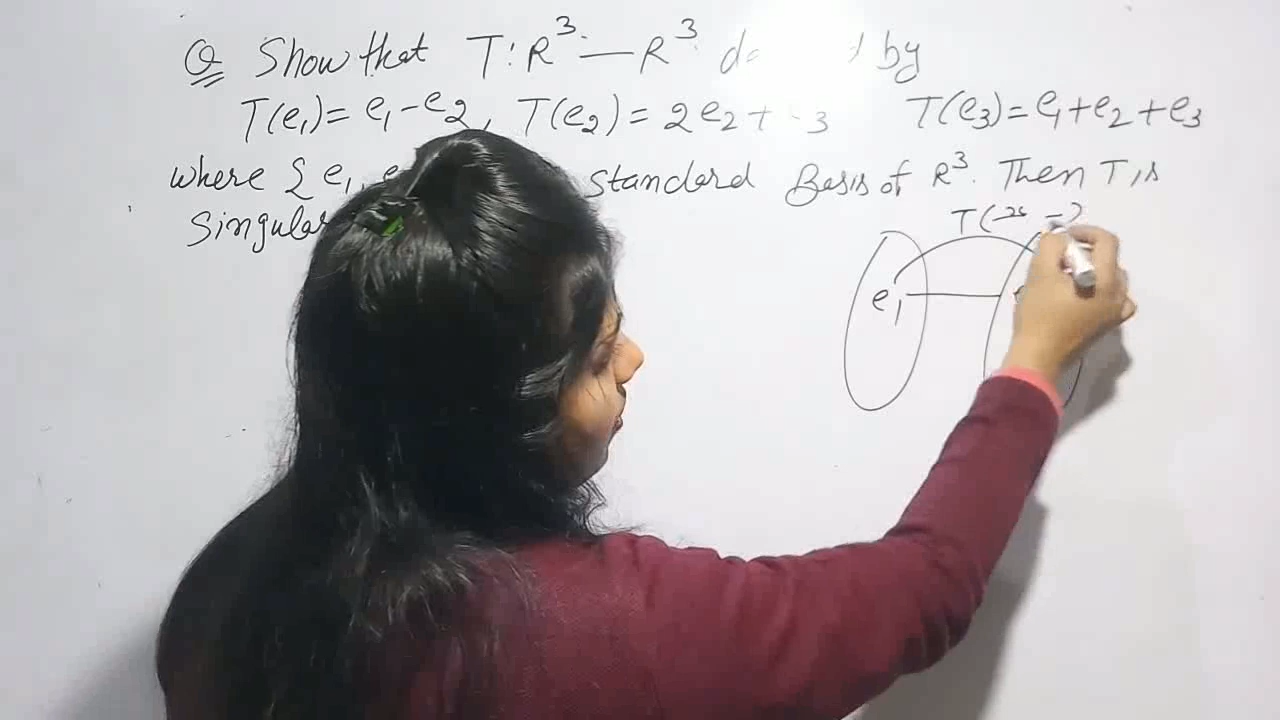 Q Show that T: R³ — R³ by
T(e₁) = e₁ - e₂, T(e₂) = 2e₂ + 3 T(e₃) = e₁ + e₂ + e₃
where { e₁, standard Basis of R³. Then T is
Singular
T(
e₁